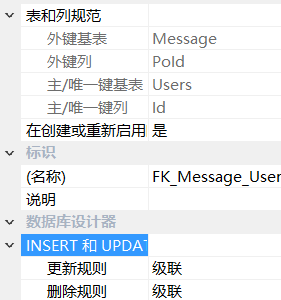 表和列规范
外键基表 Message
外键列 PoId
主/唯一键基表 Users
主/唯一键列 Id
在创建或重新启用 是
标识
(名称) FK_Message_User
说明
数据库设计器
INSERT 和 UPDAT
更新规则 级联
删除规则 级联